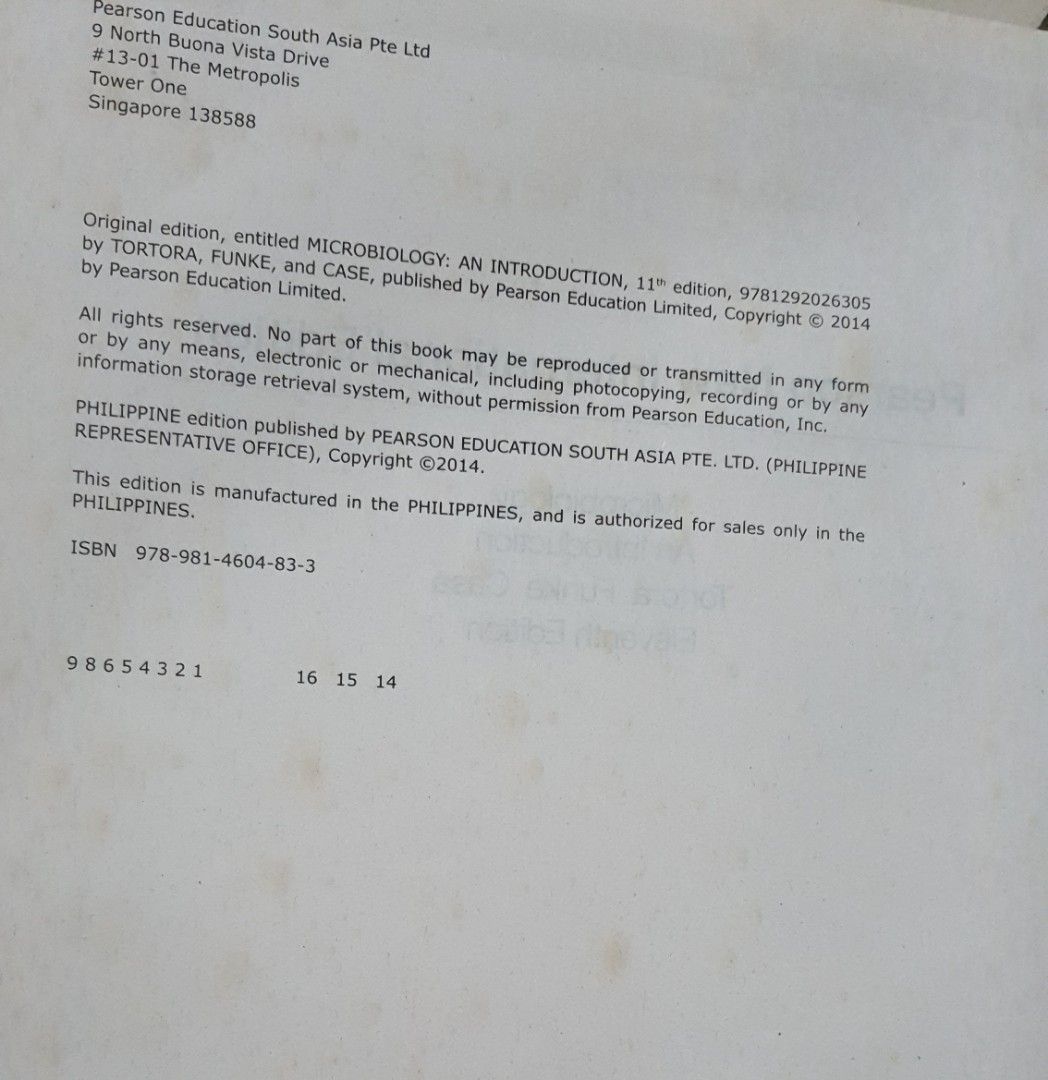 Pearson Education South Asia Pte Ltd
9 North Buona Vista Drive
#13-01 The Metropolis
Tower One
Singapore 138588
Original edition, entitled MICROBIOLOGY: AN INTRODUCTION, 11th edition, 9781292026305
by TORTORA, FUNKE, and CASE, published by Pearson Education Limited, Copyright © 2014
by Pearson Education Limited.
All rights reserved. No part of this book may be reproduced or transmitted in any form
or by any means, electronic or mechanical, including photocopying, recording or by any
information storage retrieval system, without permission from Pearson Education, Inc.
PHILIPPINE edition published by PEARSON EDUCATION SOUTH ASIA PTE. LTD. (PHILIPPINE
REPRESENTATIVE OFFICE), Copyright ©2014.
This edition is manufactured in the PHILIPPINES, and is authorized for sales only in the
PHILIPPINES.
ISBN 978-981-4604-83-3
9 8 6 5 4 3 2 1 16 15 14